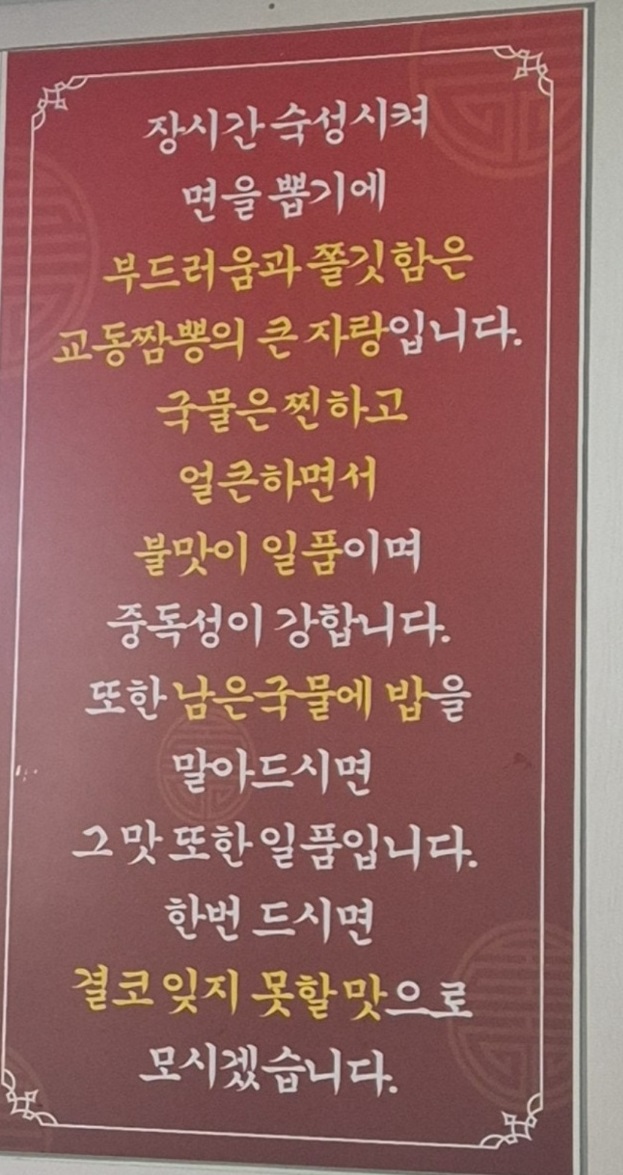 장시간 숙성시켜
면을 뽑기에
부드러움과 쫄깃함은
교동짬뽕의 큰 자랑입니다.
국물은 찐하고
얼큰하면서
불맛이 일품이며
중독성이 강합니다.
또한 남은국물에 밥을
말아드시면
그 맛 또한 일품입니다.
한번 드시면
결코 잊지 못할 맛으로
모시겠습니다.